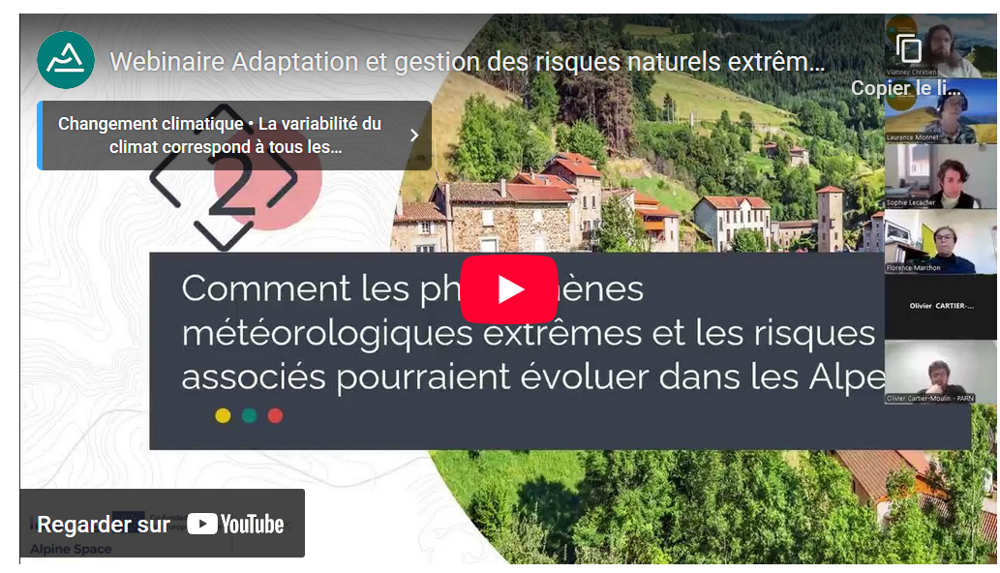 Webinaire Adaptation et gestion des risques naturels extrêm...
Copier le li...
Vianney Chrétien
Changement climatique • La variabilité du
climat correspond à tous les...
Laurence Monnet
2
Sophie Lecacher
Florence Marchon
Comment les ph
nènes
météorologiques extrêmes et les risques
associés pourraient évoluer dans les Alpe
Olivier CARTIER-...
Olivier Cartier-Moulin - PARN
Regarder sur YouTube
Alpine Space